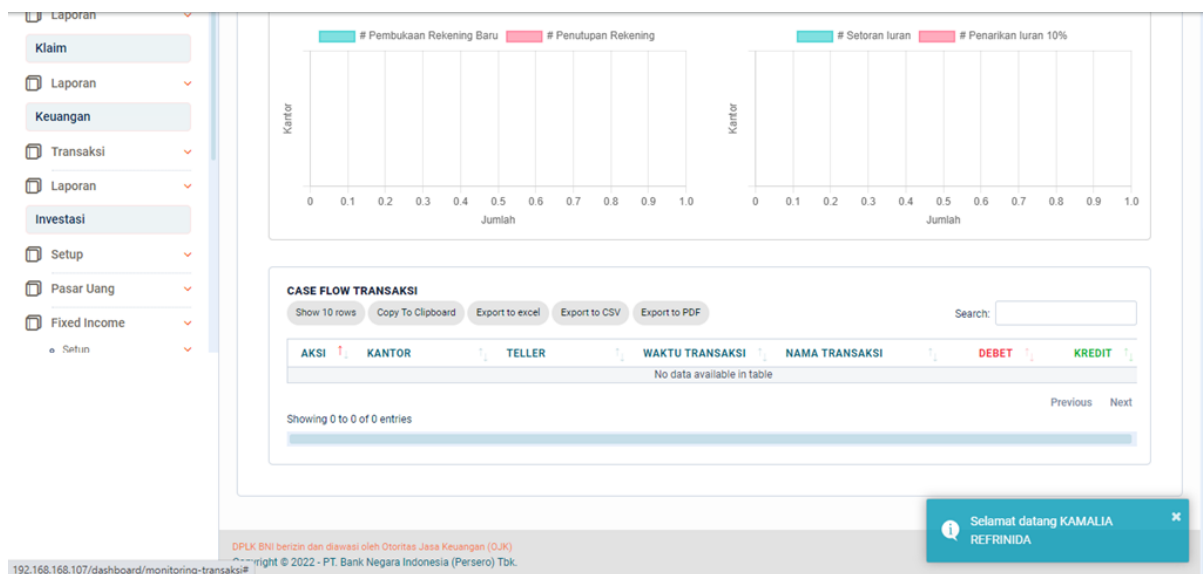 Laporan
Klaim
Laporan
Keuangan
Transaksi
Laporan
Investasi
Setup
Pasar Uang
Fixed Income
Setup
# Pembukaan Rekening Baru # Penutupan Rekening
Kantor
0 0.1 0.2 0.3 0.4 0.5 0.6 0.7 0.8 0.9 1.0
Jumlah
# Setoran Iuran # Penarikan Iuran 10%
Kantor
0 0.1 0.2 0.3 0.4 0.5 0.6 0.7 0.8 0.9 1.0
Jumlah
CASE FLOW TRANSAKSI
Show 10 rows Copy To Clipboard Export to excel Export to CSV Export to PDF Search:
AKSI KANTOR TELLER WAKTU TRANSAKSI NAMA TRANSAKSI DEBET KREDIT
No data available in table
Previous Next
Showing 0 to 0 of 0 entries
Selamat datang KAMALIA
REFRINIDA
DPLK BNI berizin dan diawasi oleh Otoritas Jasa Keuangan (OJK)
© 2022 - PT. Bank Negara Indonesia (Persero) Tbk.
192.168.168.107/dashboard/monitoring-transaksi#